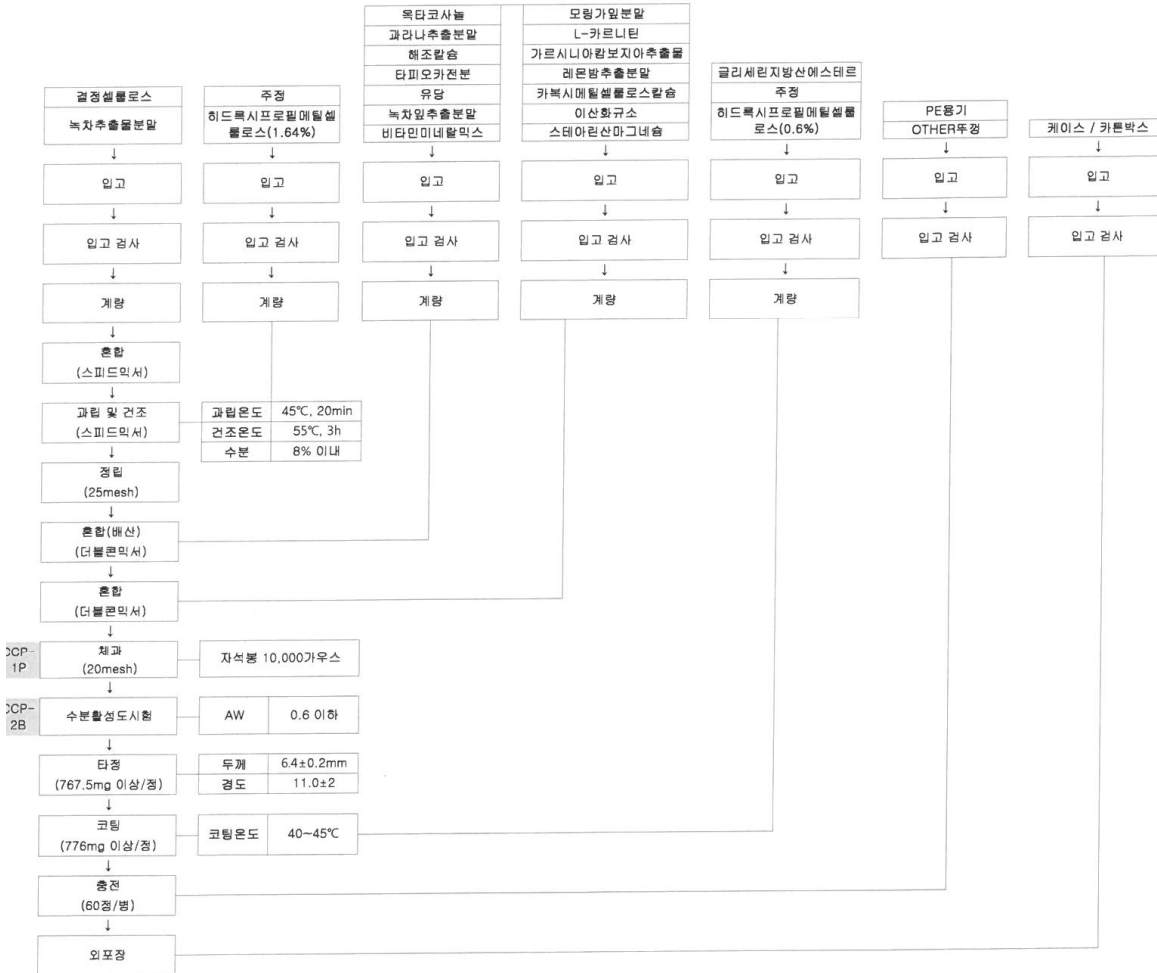 결정셀룰로스
녹차추출물분말
↓
입고
↓
입고 검사
↓
계량
↓
혼합
(스피드믹서)
↓
과립 및 건조
(스피드믹서)
↓
정립
(25mesh)
↓
혼합(배산)
(더블콘믹서)
↓
혼합
(더블콘믹서)
↓
CCP-
1P
체과
(20mesh)
자석봉 10,000가우스
↓
CCP-
2B
수분활성도시험
AW 0.6 이하
↓
타정
(767.5mg 이상/정)
두께 6.4±0.2mm
경도 11.0±2
↓
코팅
(776mg 이상/정)
코팅온도 40~45℃
↓
충전
(60정/병)
↓
외포장
주정
히드록시프로필메틸셀
룰로스(1.64%)
↓
입고
↓
입고 검사
↓
계량
과립온도 45℃, 20min
건조온도 55℃, 3h
수분 8% 이내
옥타코사놀
과라나추출분말
해조칼슘
타피오카전분
유당
녹차잎추출분말
비타민미네랄믹스
↓
입고
↓
입고 검사
↓
계량
모링가잎분말
L-카르니틴
가르시니아캄보지아추출물
레몬밤추출분말
카복시메틸셀룰로스칼슘
이산화규소
스테아린산마그네슘
↓
입고
↓
입고 검사
↓
계량
글리세린지방산에스테르
주정
히드록시프로필메틸셀룰
로스(0.6%)
↓
입고
↓
입고 검사
↓
계량
PE용기
OTHER뚜껑
↓
입고
↓
입고 검사
케이스 / 카톤박스
↓
입고
↓
입고 검사